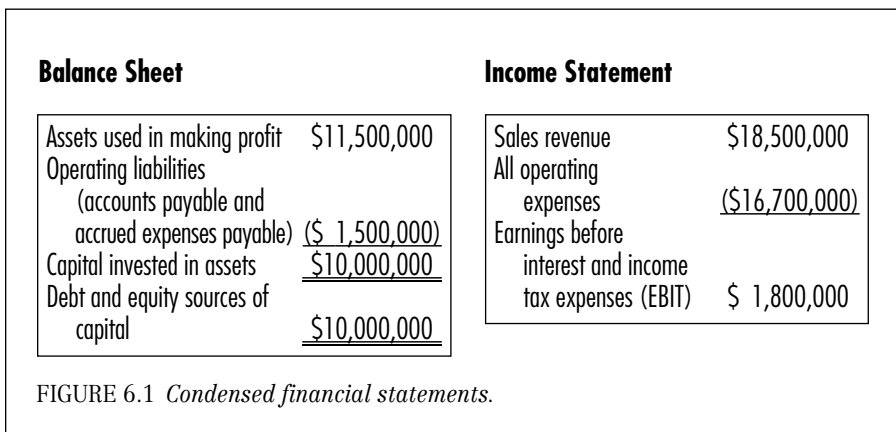 Balance Sheet
Assets used in making profit $11,500,000
Operating liabilities
(accounts payable and
accrued expenses payable) ($ 1,500,000)
Capital invested in assets $10,000,000
Debt and equity sources of
capital $10,000,000
Income Statement
Sales revenue $18,500,000
All operating
expenses ($16,700,000)
Earnings before
interest and income
tax expenses (EBIT) $ 1,800,000
FIGURE 6.1 Condensed financial statements.